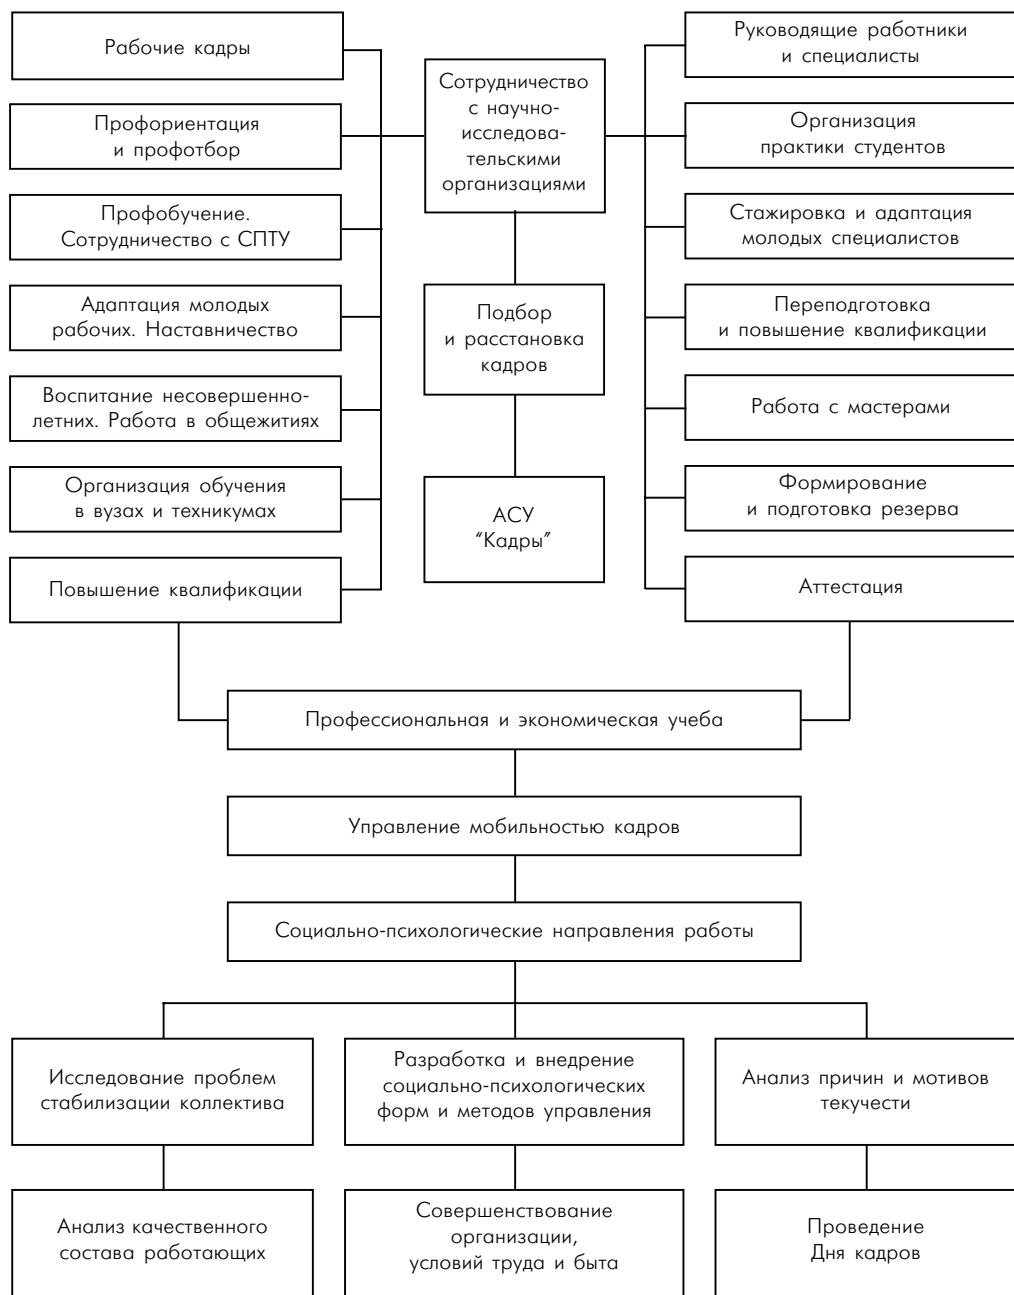 Рабочие кадры
Профориентация
и профотбор
Профобучение.
Сотрудничество с СПТУ
Адаптация молодых
рабочих. Наставничество
Воспитание несовершенно-
летних. Работа в общежитиях
Организация обучения
в вузах и техникумах
Повышение квалификации
Сотрудничество
с научно-
исследова-
тельскими
организациями
Подбор
и расстановка
кадров
АСУ
“Кадры”
Руководящие работники
и специалисты
Организация
практики студентов
Стажировка и адаптация
молодых специалистов
Переподготовка
и повышение квалификации
Работа с мастерами
Формирование
и подготовка резерва
Аттестация
Профессиональная и экономическая учеба
Управление мобильностью кадров
Социально-психологические направления работы
Исследование проблем
стабилизации коллектива
Разработка и внедрение
социально-психологических
форм и методов управления
Анализ причин и мотивов
текучести
Анализ качественного
состава работающих
Совершенствование
организации,
условий труда и быта
Проведение
Дня кадров